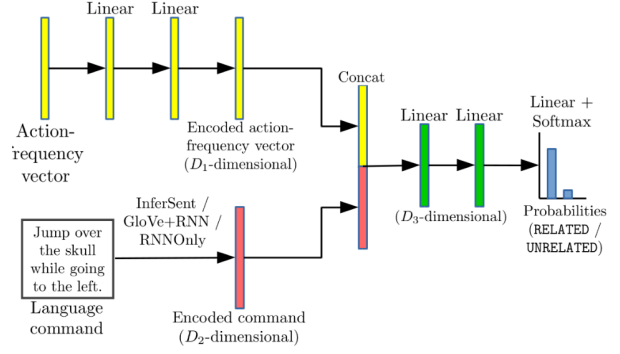 Linear
Linear
Action-
frequency
vector
Encoded action-
frequency vector
(D₁-dimensional)
Concat
Linear
Linear
(D₃-dimensional)
Linear +
Softmax
Probabilities
(RELATED /
UNRELATED)
Jump over
the skull
while going
to the left.
Language
command
InferSent /
GloVe+RNN /
RNNOnly
Encoded command
(D₂-dimensional)